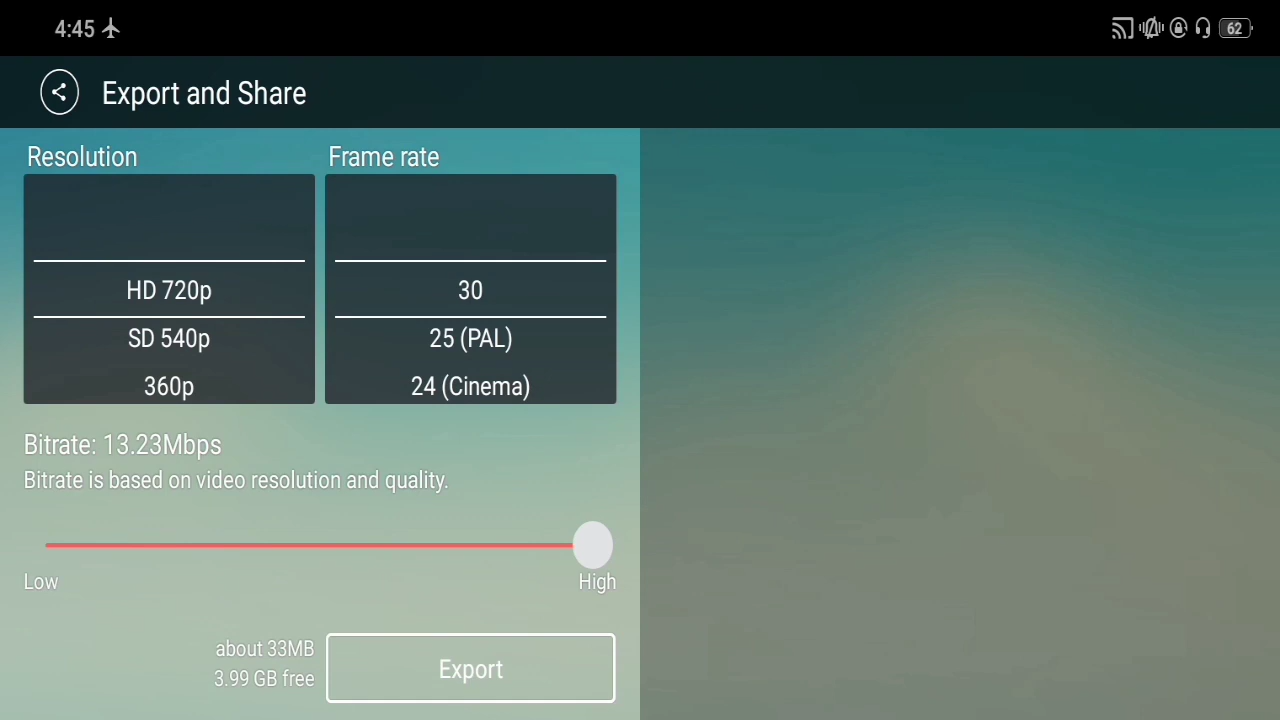 4:45
62
Export and Share
Resolution
Frame rate
HD 720p
30
SD 540p
25 (PAL)
360p
24 (Cinema)
Bitrate: 13.23Mbps
Bitrate is based on video resolution and quality.
Low
High
about 33MB
3.99 GB free
Export